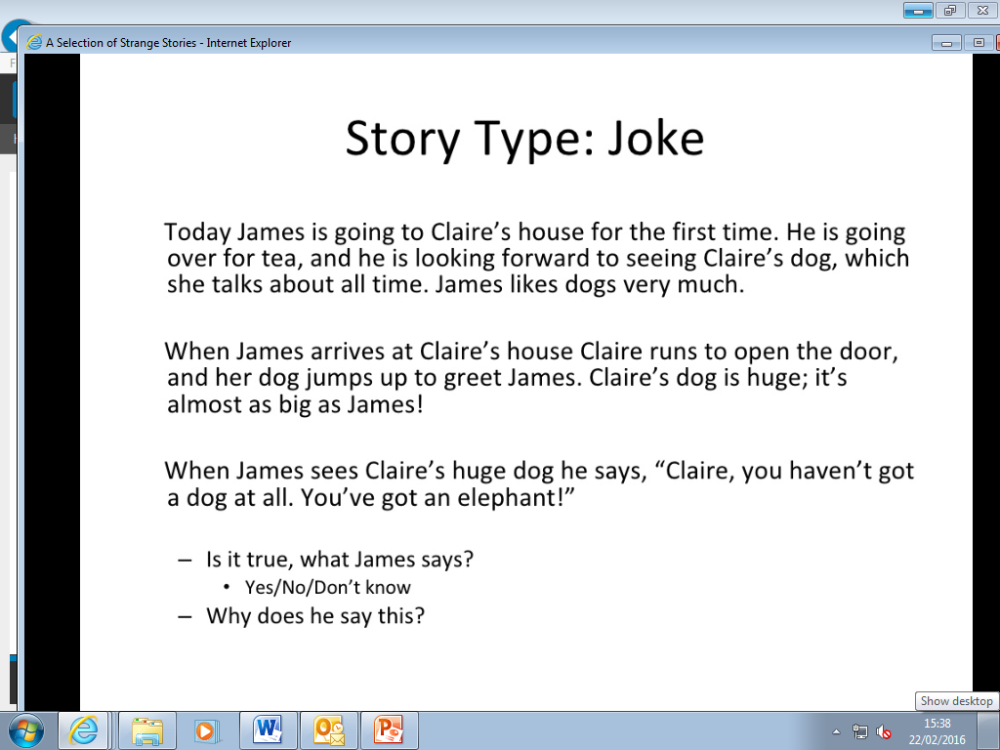 A Selection of Strange Stories - Internet Explorer
F
Story Type: Joke
Today James is going to Claire’s house for the first time. He is going
over for tea, and he is looking forward to seeing Claire’s dog, which
she talks about all time. James likes dogs very much.
When James arrives at Claire’s house Claire runs to open the door,
and her dog jumps up to greet James. Claire’s dog is huge; it’s
almost as big as James!
When James sees Claire’s huge dog he says, “Claire, you haven’t got
a dog at all. You’ve got an elephant!”
– Is it true, what James says?
• Yes/No/Don’t know
– Why does he say this?
Show desktop
15:38
22/02/2016